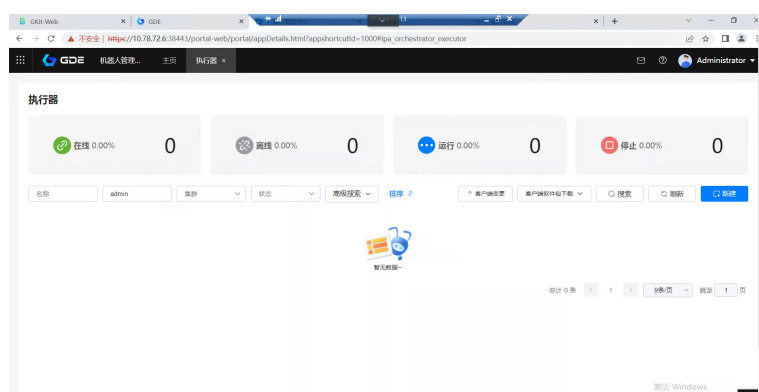 GKit-Web × GDE × 13 × +
不安全 | https://10.78.72.6:38443/portal-web/portal/appDetails.html?appshortcutId=1000#ipa_orchestrator_executor
GDE 机器人管理... 主页 执行器 × Administrator
执行器
在线 0.00% 0 离线 0.00% 0 运行 0.00% 0 停止 0.00% 0
名称 admin 集群 状态 高级搜索 排序 客户端变更 客户端软件包下载 搜索 刷新 新建
暂无数据~
总计 0 条 < 1 > 9条/页 跳至 1 页
激活 Windows